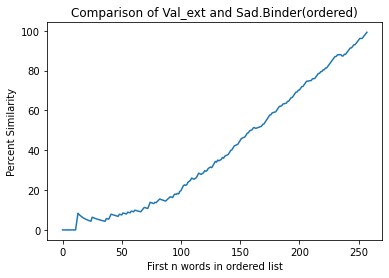 Comparison of Val_ext and Sad.Binder(ordered)
100
80
60
40
20
0
Percent Similarity
0 50 100 150 200 250
First n words in ordered list